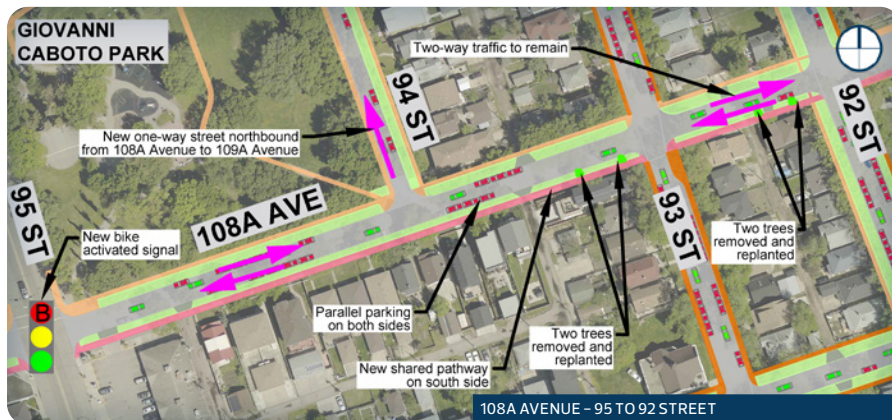 GIOVANNI
CABOTO PARK
Two-way traffic to remain
94 ST
92 ST
New one-way street northbound
from 108A Avenue to 109A Avenue
95 ST
108A AVE
93 ST
New bike
activated signal
B
Two trees
removed and
replanted
Parallel parking
on both sides
Two trees
removed and
replanted
New shared pathway
on south side
108A AVENUE – 95 TO 92 STREET